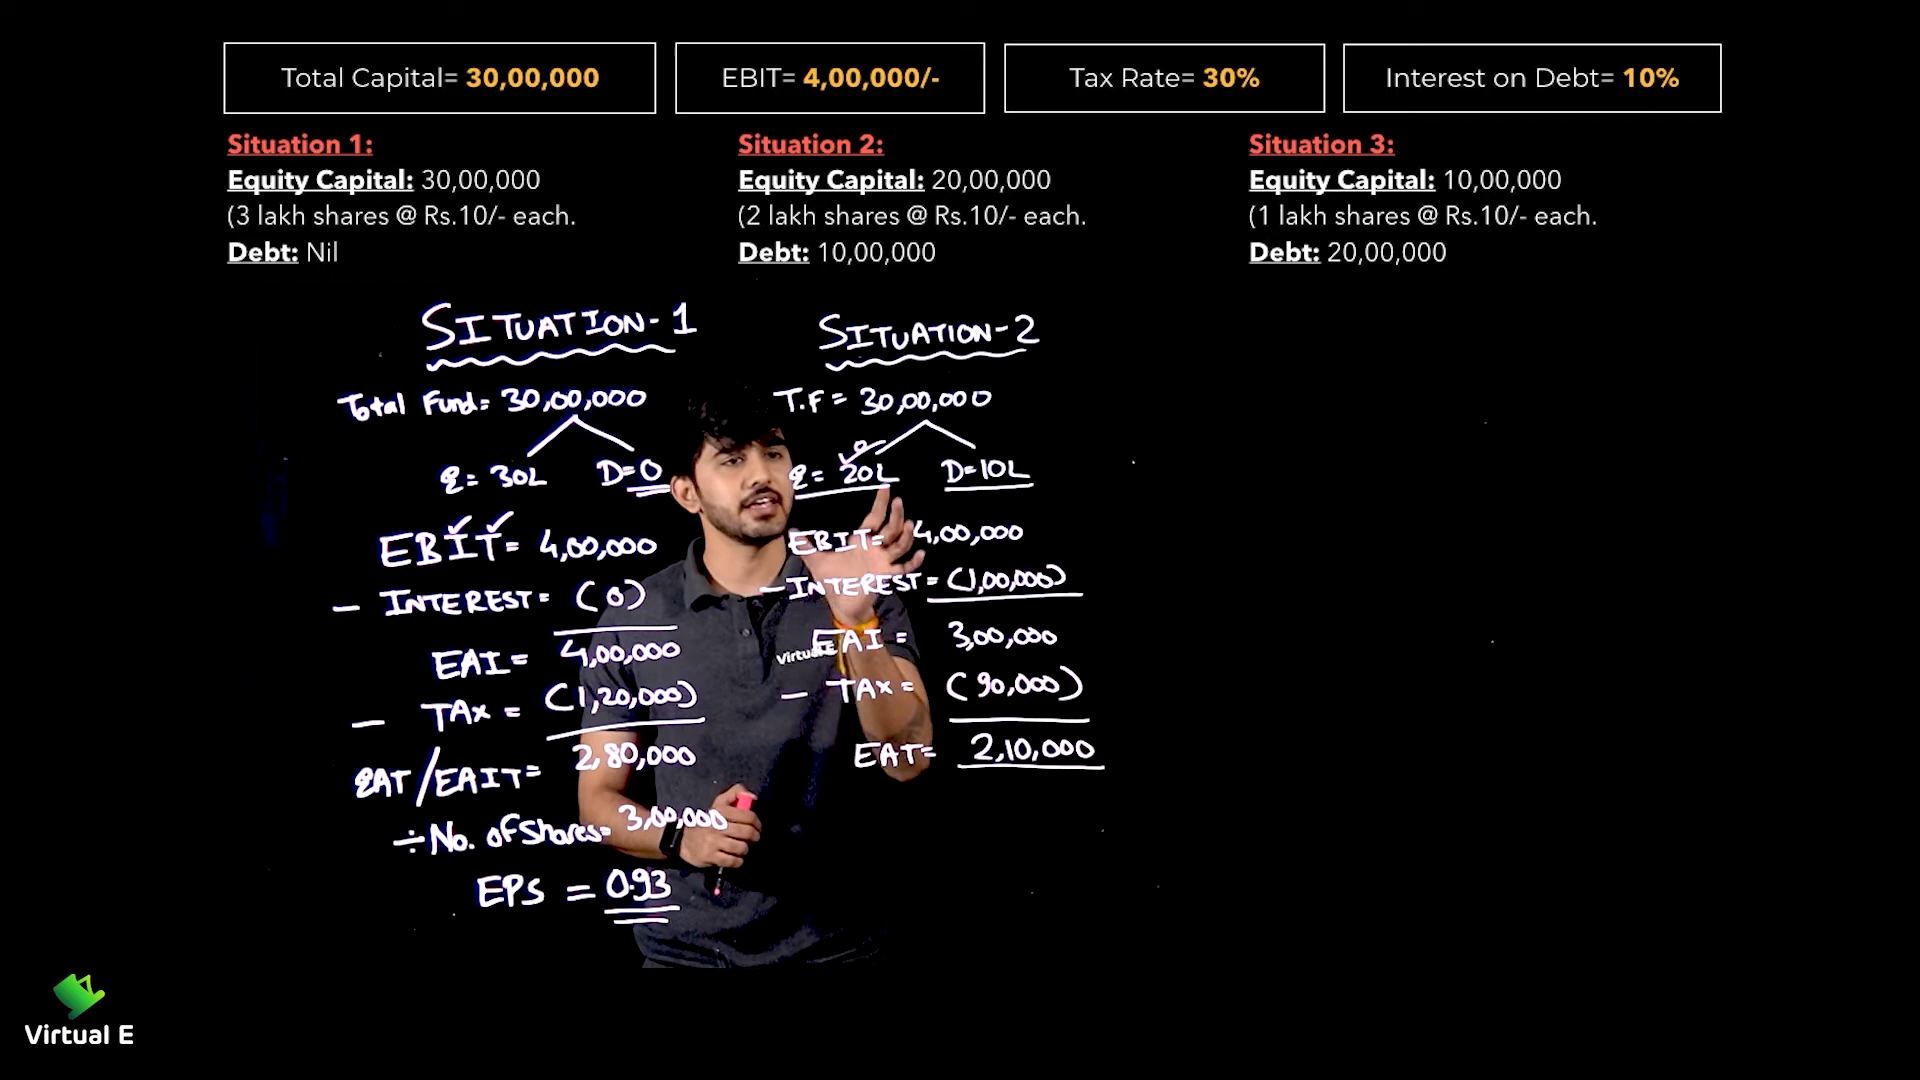 Total Capital= 30,00,000
EBIT= 4,00,000/-
Tax Rate= 30%
Interest on Debt= 10%
Situation 1:
Equity Capital: 30,00,000
(3 lakh shares @ Rs.10/- each.
Debt: Nil
Situation 2:
Equity Capital: 20,00,000
(2 lakh shares @ Rs.10/- each.
Debt: 10,00,000
Situation 3:
Equity Capital: 10,00,000
(1 lakh shares @ Rs.10/- each.
Debt: 20,00,000
SITUATION-1
Total Fund= 30,00,000
E= 30L D=0
EBIT= 4,00,000
- INTEREST= (0)
EAI= 4,00,000
- TAX = (1,20,000)
EAT/EAIT= 2,80,000
÷No. of Shares= 3,00,000
EPS = 0.93
SITUATION-2
T.F = 30,00,000
E= 20L D=10L
EBIT= 4,00,000
- INTEREST= (1,00,000)
EAI = 3,00,000
- TAX = (90,000)
EAT= 2,10,000
Virtual E
Virtual E